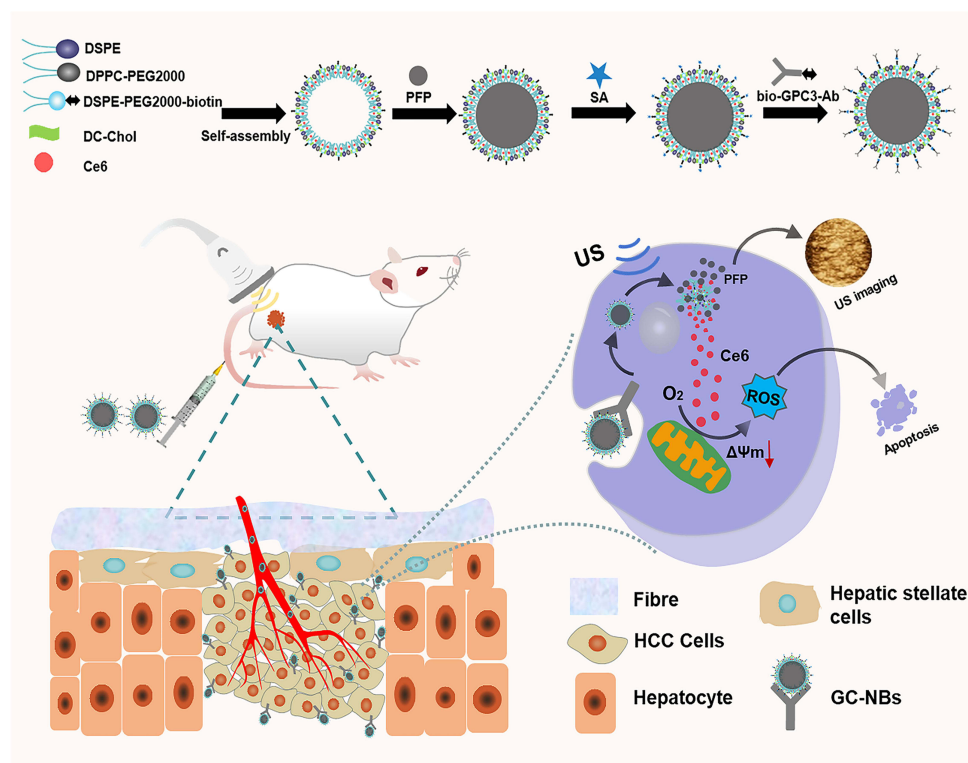 DSPE
DPPC-PEG2000
DSPE-PEG2000-biotin
DC-Chol
Ce6
Self-assembly
PFP
SA
bio-GPC3-Ab
US
PFP
US imaging
Ce6
O₂
ROS
ΔΨm
Apoptosis
Fibre
Hepatic stellate
cells
HCC Cells
Hepatocyte
GC-NBs